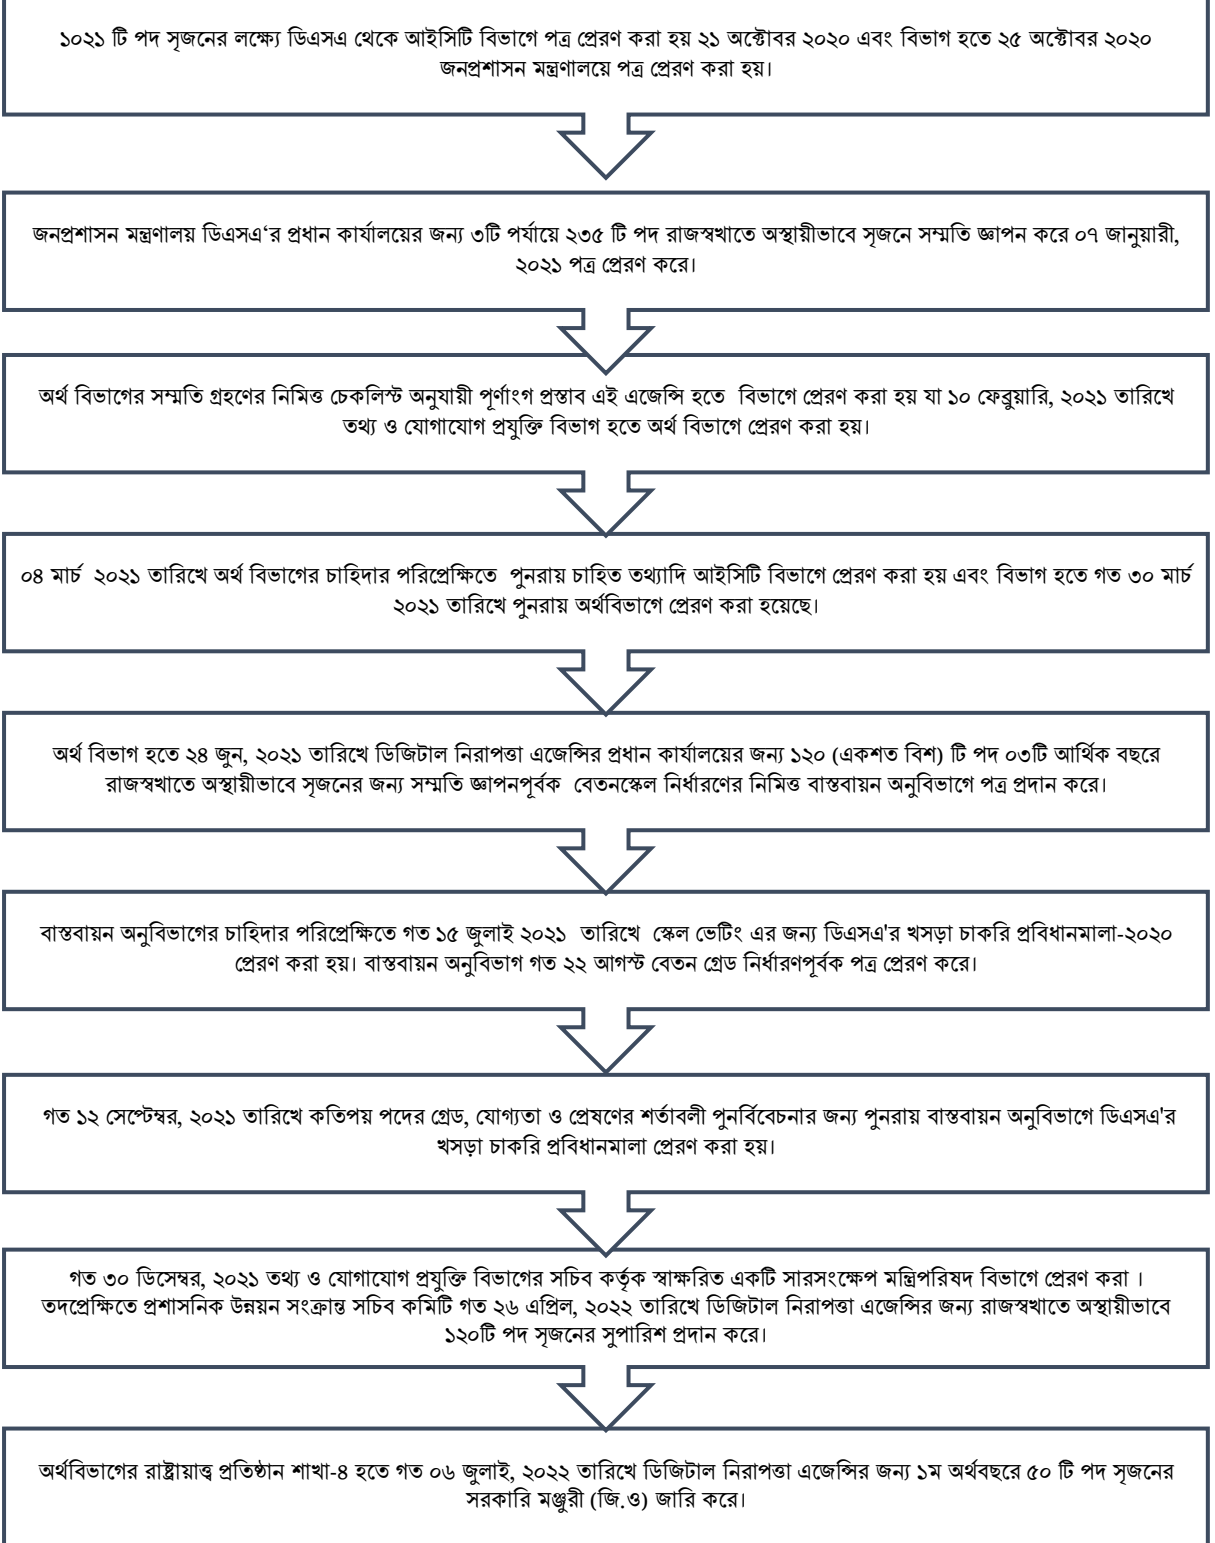 ১০২১ টি পদ সৃজনের লক্ষ্যে ডিএসএ থেকে আইসিটি বিভাগে পত্র প্রেরণ করা হয় ২১ অক্টোবর ২০২০ এবং বিভাগ হতে ২৫ অক্টোবর ২০২০
জনপ্রশাসন মন্ত্রণালয়ে পত্র প্রেরণ করা হয়।
জনপ্রশাসন মন্ত্রণালয় ডিএসএ‘র প্রধান কার্যালয়ের জন্য ৩টি পর্যায়ে ২৩৫ টি পদ রাজস্বখাতে অস্থায়ীভাবে সৃজনে সম্মতি জ্ঞাপন করে ০৭ জানুয়ারী,
২০২১ পত্র প্রেরণ করে।
অর্থ বিভাগের সম্মতি গ্রহণের নিমিত্ত চেকলিস্ট অনুযায়ী পূর্ণাংগ প্রস্তাব এই এজেন্সি হতে বিভাগে প্রেরণ করা হয় যা ১০ ফেব্রুয়ারি, ২০২১ তারিখে
তথ্য ও যোগাযোগ প্রযুক্তি বিভাগ হতে অর্থ বিভাগে প্রেরণ করা হয়।
০৪ মার্চ ২০২১ তারিখে অর্থ বিভাগের চাহিদার পরিপ্রেক্ষিতে পুনরায় চাহিত তথ্যাদি আইসিটি বিভাগে প্রেরণ করা হয় এবং বিভাগ হতে গত ৩০ মার্চ
২০২১ তারিখে পুনরায় অর্থবিভাগে প্রেরণ করা হয়েছে।
অর্থ বিভাগ হতে ২৪ জুন, ২০২১ তারিখে ডিজিটাল নিরাপত্তা এজেন্সির প্রধান কার্যালয়ের জন্য ১২০ (একশত বিশ) টি পদ ০৩টি আর্থিক বছরে
রাজস্বখাতে অস্থায়ীভাবে সৃজনের জন্য সম্মতি জ্ঞাপনপূর্বক বেতনস্কেল নির্ধারণের নিমিত্ত বাস্তবায়ন অনুবিভাগে পত্র প্রদান করে।
বাস্তবায়ন অনুবিভাগের চাহিদার পরিপ্রেক্ষিতে গত ১৫ জুলাই ২০২১ তারিখে স্কেল ভেটিং এর জন্য ডিএসএ'র খসড়া চাকরি প্রবিধানমালা-২০২০
প্রেরণ করা হয়। বাস্তবায়ন অনুবিভাগ গত ২২ আগস্ট বেতন গ্রেড নির্ধারণপূর্বক পত্র প্রেরণ করে।
গত ১২ সেপ্টেম্বর, ২০২১ তারিখে কতিপয় পদের গ্রেড, যোগ্যতা ও প্রেষণের শর্তাবলী পুনর্বিবেচনার জন্য পুনরায় বাস্তবায়ন অনুবিভাগে ডিএসএ'র
খসড়া চাকরি প্রবিধানমালা প্রেরণ করা হয়।
গত ৩০ ডিসেম্বর, ২০২১ তথ্য ও যোগাযোগ প্রযুক্তি বিভাগের সচিব কর্তৃক স্বাক্ষরিত একটি সারসংক্ষেপ মন্ত্রিপরিষদ বিভাগে প্রেরণ করা ।
তদপ্রেক্ষিতে প্রশাসনিক উন্নয়ন সংক্রান্ত সচিব কমিটি গত ২৬ এপ্রিল, ২০২২ তারিখে ডিজিটাল নিরাপত্তা এজেন্সির জন্য রাজস্বখাতে অস্থায়ীভাবে
১২০টি পদ সৃজনের সুপারিশ প্রদান করে।
অর্থবিভাগের রাষ্ট্রায়াত্ত্ব প্রতিষ্ঠান শাখা-৪ হতে গত ০৬ জুলাই, ২০২২ তারিখে ডিজিটাল নিরাপত্তা এজেন্সির জন্য ১ম অর্থবছরে ৫০ টি পদ সৃজনের
সরকারি মঞ্জুরী (জি.ও) জারি করে।